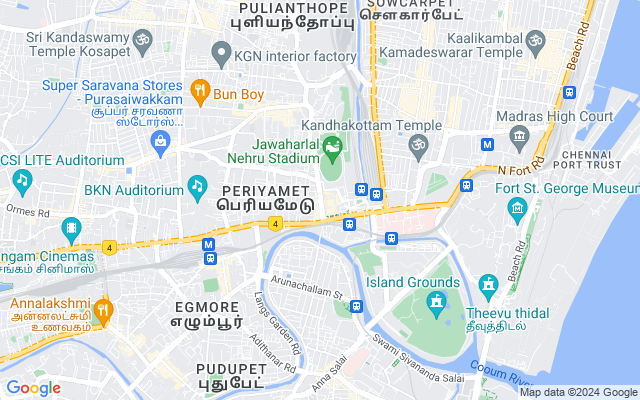 PULIANTHOPE
புளியந்தோப்பு
SOWCARPET
சௌகார்பேட்
Sri Kandaswamy
Temple Kosapet
KGN interior factory
Kaalikambal
Kamadeswarar Temple
Beach Rd
Super Saravana Stores
- Purasaiwakkam
சூப்பர் சரவணா
ஸ்டோர்ஸ்...
Bun Boy
Kandhakottam Temple
Madras High Court
Jawaharlal
Nehru Stadium
CSI LITE Auditorium
N Fort Rd
CHENNAI
PORT TRUST
BKN Auditorium
PERIYAMET
பெரியமேடு
Fort St. George Museum
Ormes Rd
4
4
M
M
ngam Cinemas
சங்கம் சினிமாஸ்
Beach Rd
Island Grounds
Arunachallam St
Theevu thidal
தீவுத்திடல்
Annalakshmi
அன்னலட்சுமி
உணவகம்
EGMORE
எழும்பூர்
Langs Garden Rd
Adithanar Rd
Anna Salai
Swami Sivananda Salai
Cooum River
PUDUPET
புதுபேட்
Google
Map data ©2024 Google